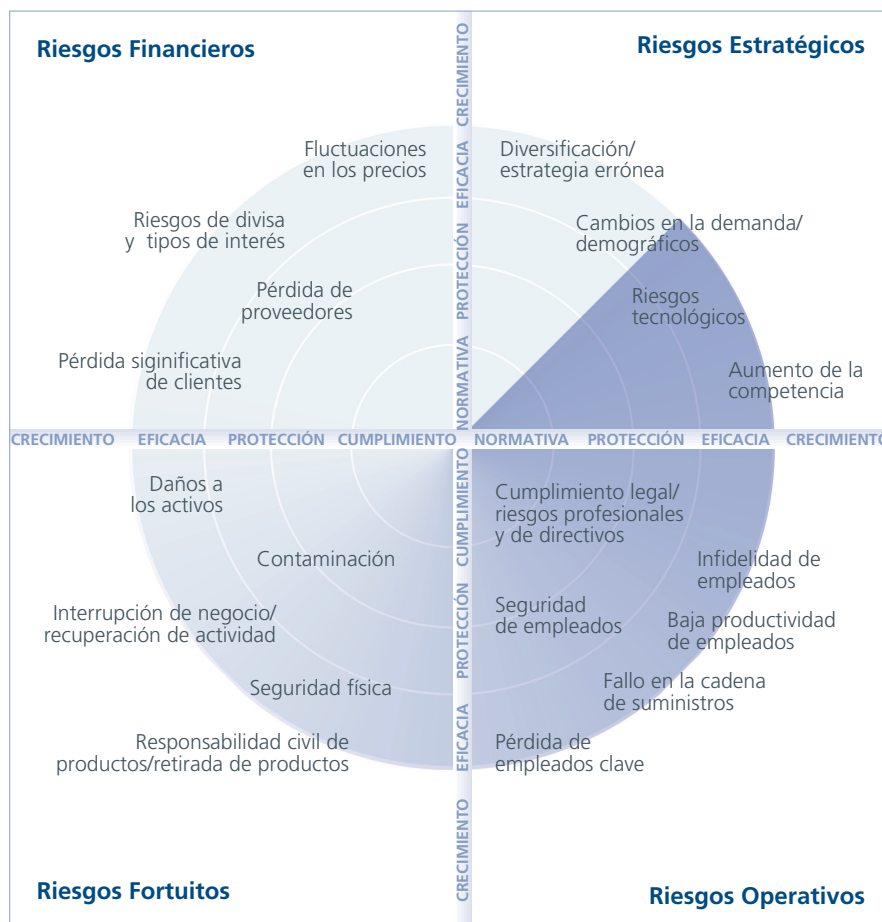 Riesgos Financieros
Riesgos Estratégicos
CRECIMIENTO
EFICACIA
PROTECCIÓN
NORMATIVA
Fluctuaciones
en los precios
Riesgos de divisa
y tipos de interés
Pérdida de
proveedores
Pérdida siginificativa
de clientes
Diversificación/
estrategia errónea
Cambios en la demanda/
demográficos
Riesgos
tecnológicos
Aumento de la
competencia
CRECIMIENTO EFICACIA PROTECCIÓN CUMPLIMIENTO NORMATIVA PROTECCIÓN EFICACIA CRECIMIENTO
Daños a
los activos
Contaminación
Interrupción de negocio/
recuperación de actividad
Seguridad física
Responsabilidad civil de
productos/retirada de productos
CUMPLIMIENTO
PROTECCIÓN
EFICACIA
CRECIMIENTO
Cumplimiento legal/
riesgos profesionales
y de directivos
Infidelidad de
empleados
Seguridad
de empleados
Baja productividad
de empleados
Fallo en la cadena
de suministros
Pérdida de
empleados clave
Riesgos Fortuitos
Riesgos Operativos